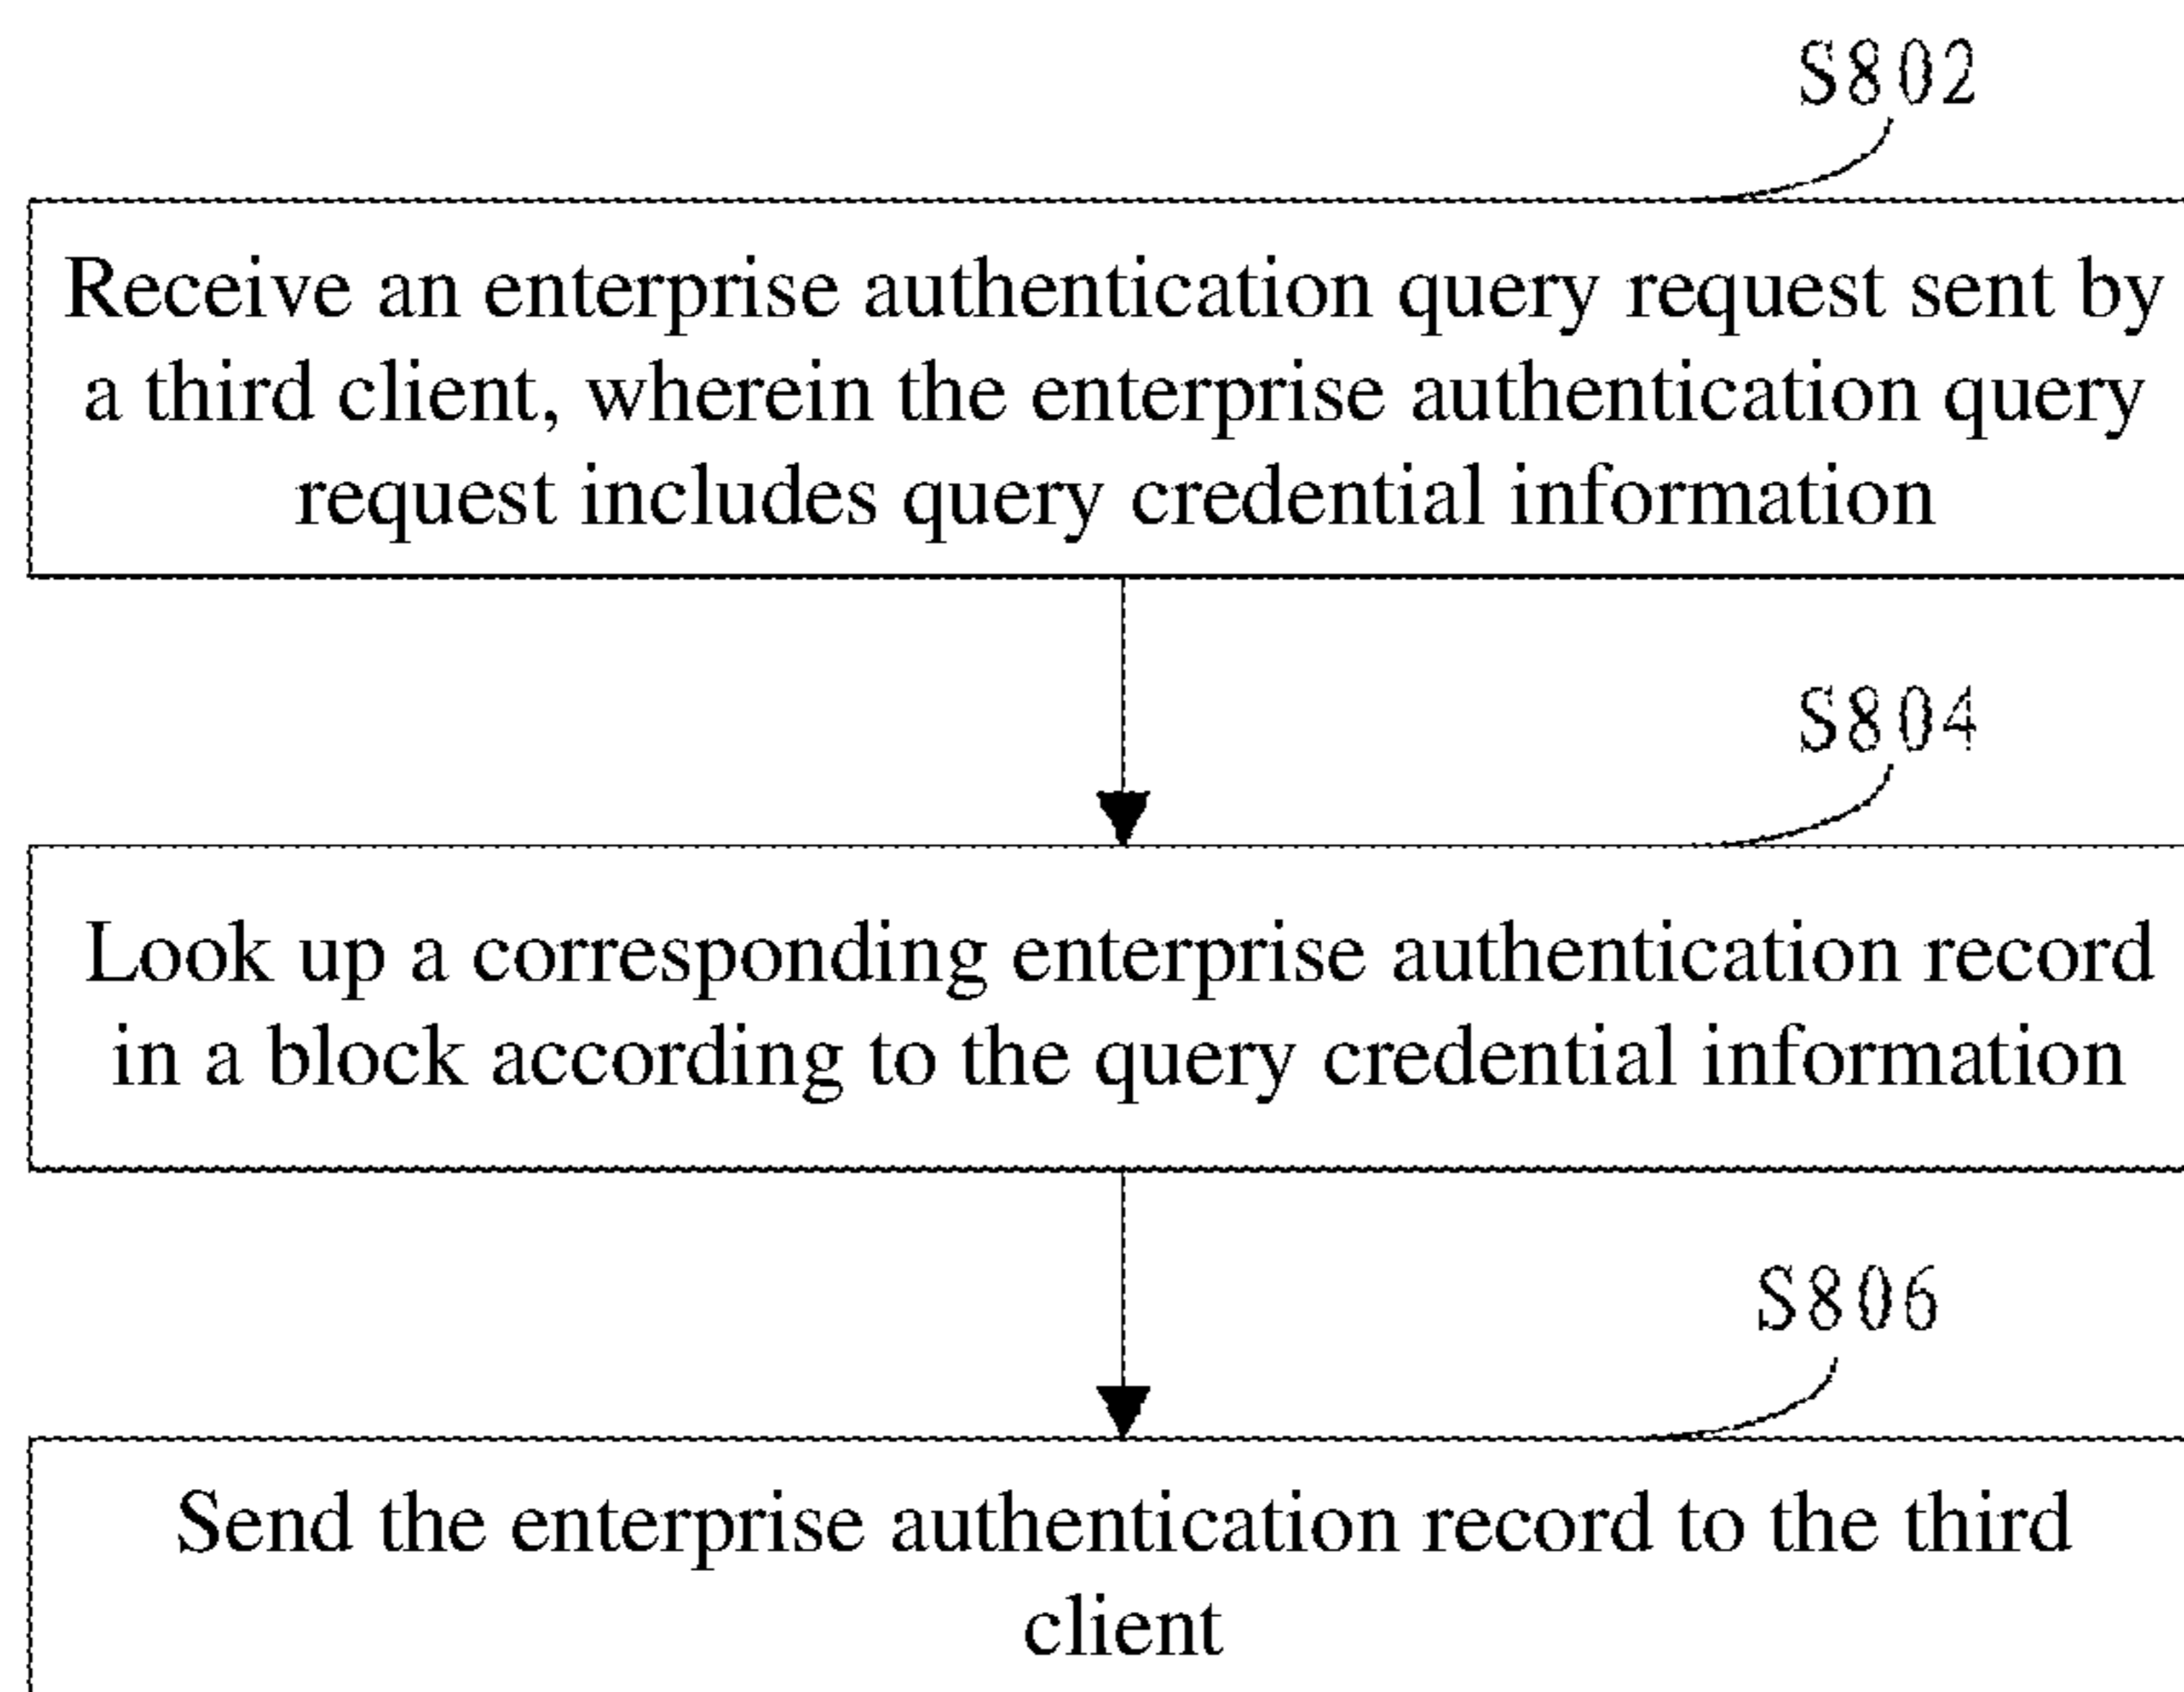 S802
Receive an enterprise authentication query request sent by
a third client, wherein the enterprise authentication query
request includes query credential information
S804
Look up a corresponding enterprise authentication record
in a block according to the query credential information
S806
Send the enterprise authentication record to the third
client